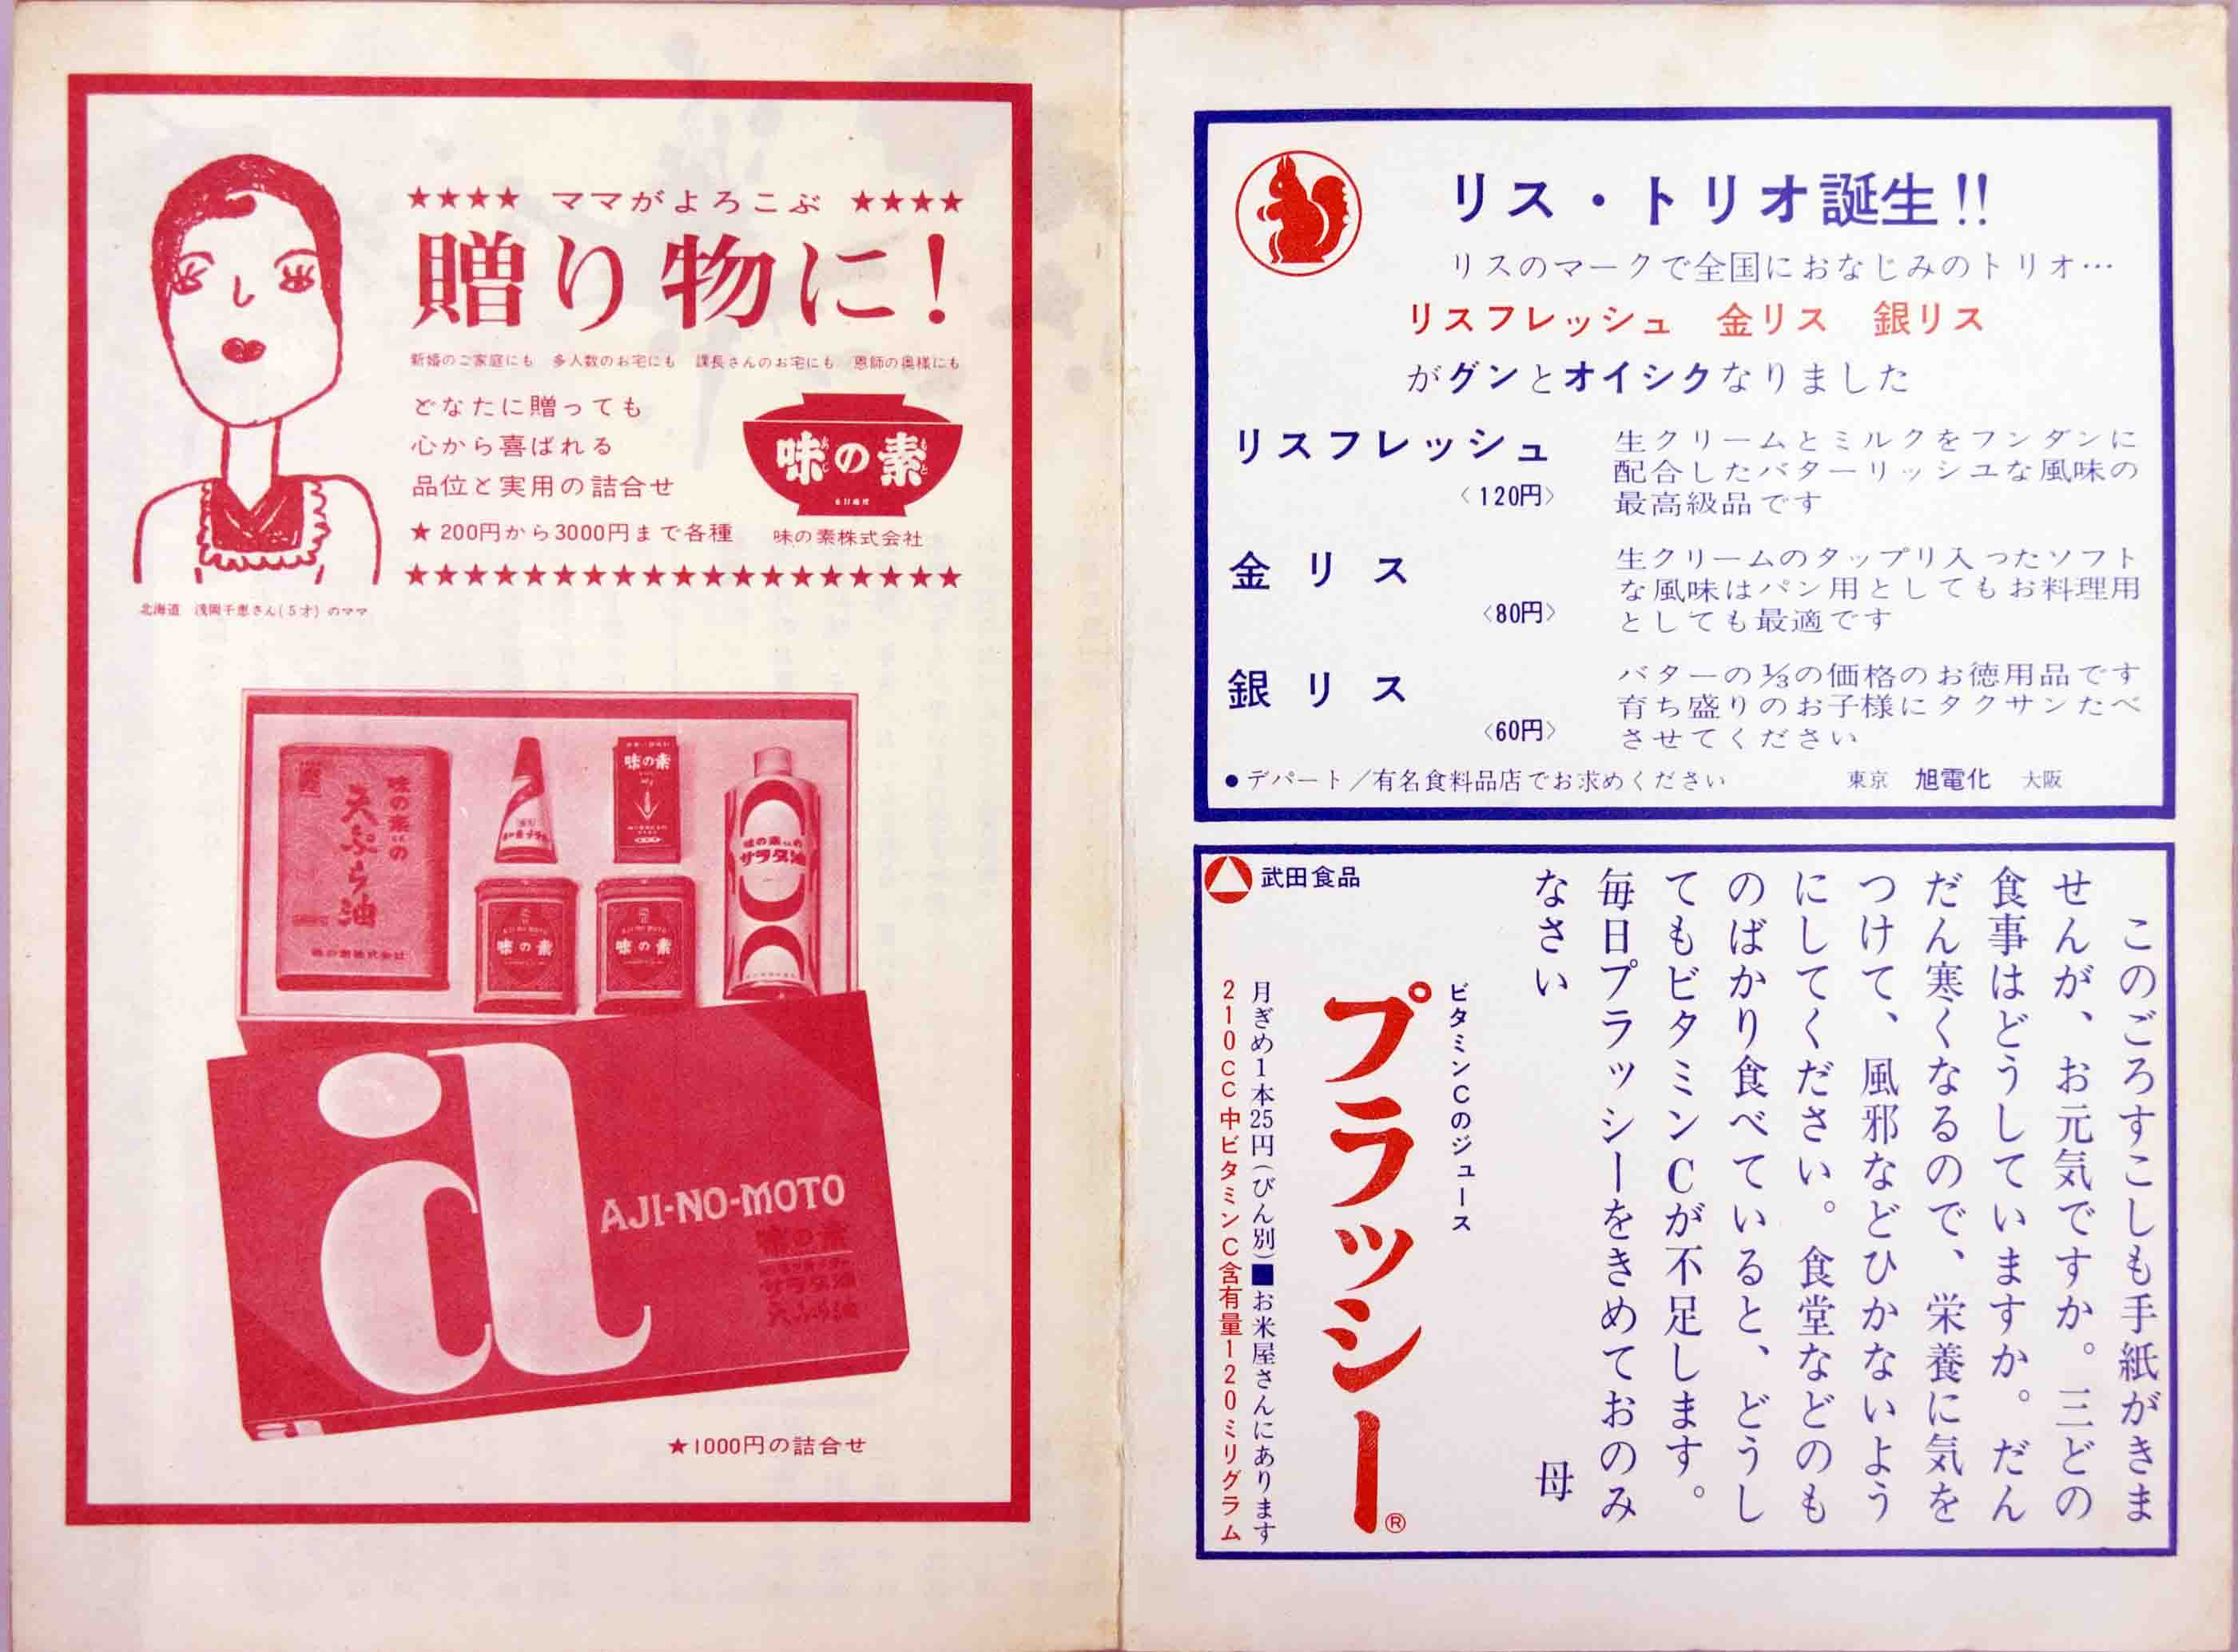 リス・トリオ誕生!!
リスのマークで全国におなじみのトリオ…
リスフレッシュ 金リス 銀リス
がグンとオイシクなりました
リスフレッシュ
〈120円〉
生クリームとミルクをフンダンに
配合したバターリッシュな風味の
最高級品です
金リス
〈80円〉
生クリームのタップリ入ったソフト
な風味はパン用としてもお料理用
としても最適です
銀リス
〈60円〉
バターの⅓の価格のお徳用品です
育ち盛りのお子様にタクサンたべ
させてください
●デパート/有名食料品店でお求めください 東京 旭電化 大阪
このごろすこしも手紙がきま
せんが、お元気ですか。三どの
食事はどうしていますか。だん
だん寒くなるので、栄養に気を
つけて、風邪などひかないよう
にしてください。食堂などのも
のばかり食べていると、どうし
てもビタミンCが不足します。
毎日プラッシーをきめておのみ
なさい 母
ビタミンCのジュース
プラッシー®
月ぎめ1本25円(びん別)■お米屋さんにあります
210CC中ビタミンC含有量120ミリグラム
武田食品
★★★★ ママがよろこぶ ★★★★
贈り物に!
新婚のご家庭にも 多人数のお宅にも 課長さんのお宅にも 恩師の奥様にも
どなたに贈っても
心から喜ばれる
品位と実用の詰合せ
★200円から3000円まで各種
味の素
あじ もと
味の素株式会社
★★★★★★★★★★★★★★★★★★★
北海道 浅岡千恵さん(5才)のママ
味の素の
天ぷら油
味の素株式会社
味の素
味の素
サラダ油
AJI-NO-MOTO
味の素
AJI-NO-MOTO
味の素
AJI-NO-MOTO
味の素
サラダ油
天ぷら油
★1000円の詰合せ